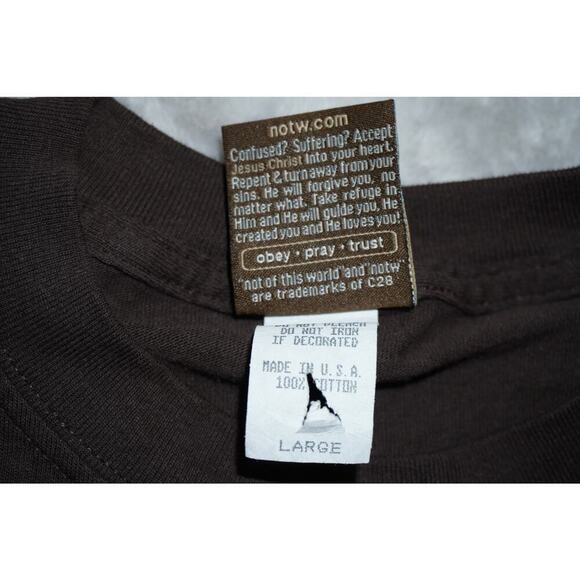 notw.com
Confused? Suffering? Accept
Jesus Christ into your heart.
Repent & turn away from your
sins. He will forgive you, no
matter what. Take refuge in
Him and He will guide you, He
created you and He loves you!
obey · pray · trust
"not of this world" and "notw"
are trademarks of C28
DO NOT BLEACH
DO NOT IRON
IF DECORATED
MADE IN U.S.A.
100% COTTON
LARGE